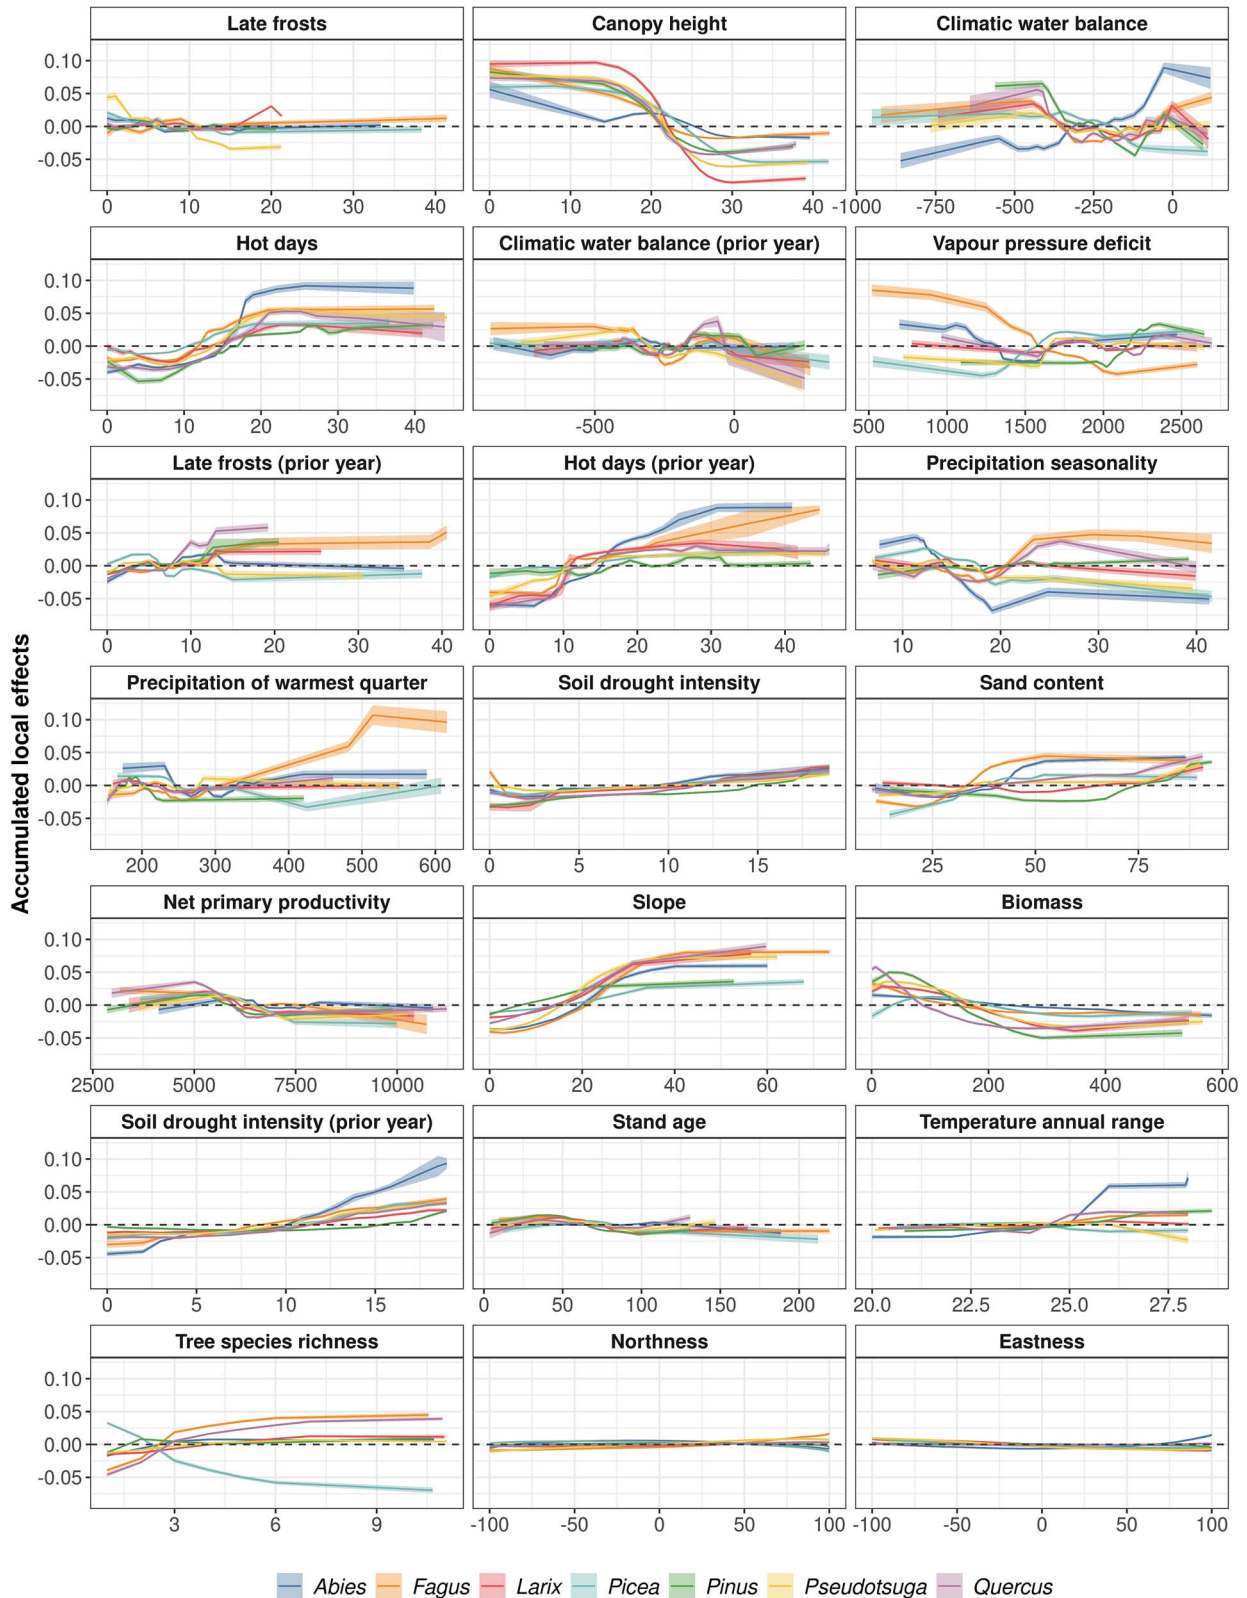 Late frosts
Canopy height
Climatic water balance
0.10
0.05
0.00
-0.05
0 10 20 30 40
0 10 20 30 40
-1000 -750 -500 -250 0
Hot days
Climatic water balance (prior year)
Vapour pressure deficit
0.10
0.05
0.00
-0.05
0 10 20 30 40
-500 0
500 1000 1500 2000 2500
Late frosts (prior year)
Hot days (prior year)
Precipitation seasonality
0.10
0.05
0.00
-0.05
0 10 20 30 40
0 10 20 30 40
10 20 30 40
Accumulated local effects
Precipitation of warmest quarter
Soil drought intensity
Sand content
0.10
0.05
0.00
-0.05
200 300 400 500 600
0 5 10 15
25 50 75
Net primary productivity
Slope
Biomass
0.10
0.05
0.00
-0.05
2500 5000 7500 10000
0 20 40 60
0 200 400 600
Soil drought intensity (prior year)
Stand age
Temperature annual range
0.10
0.05
0.00
-0.05
0 5 10 15
0 50 100 150 200
20.0 22.5 25.0 27.5
Tree species richness
Northness
Eastness
0.10
0.05
0.00
-0.05
3 6 9
-100 -50 0 50 100
-100 -50 0 50 100
Abies Fagus Larix Picea Pinus Pseudotsuga Quercus